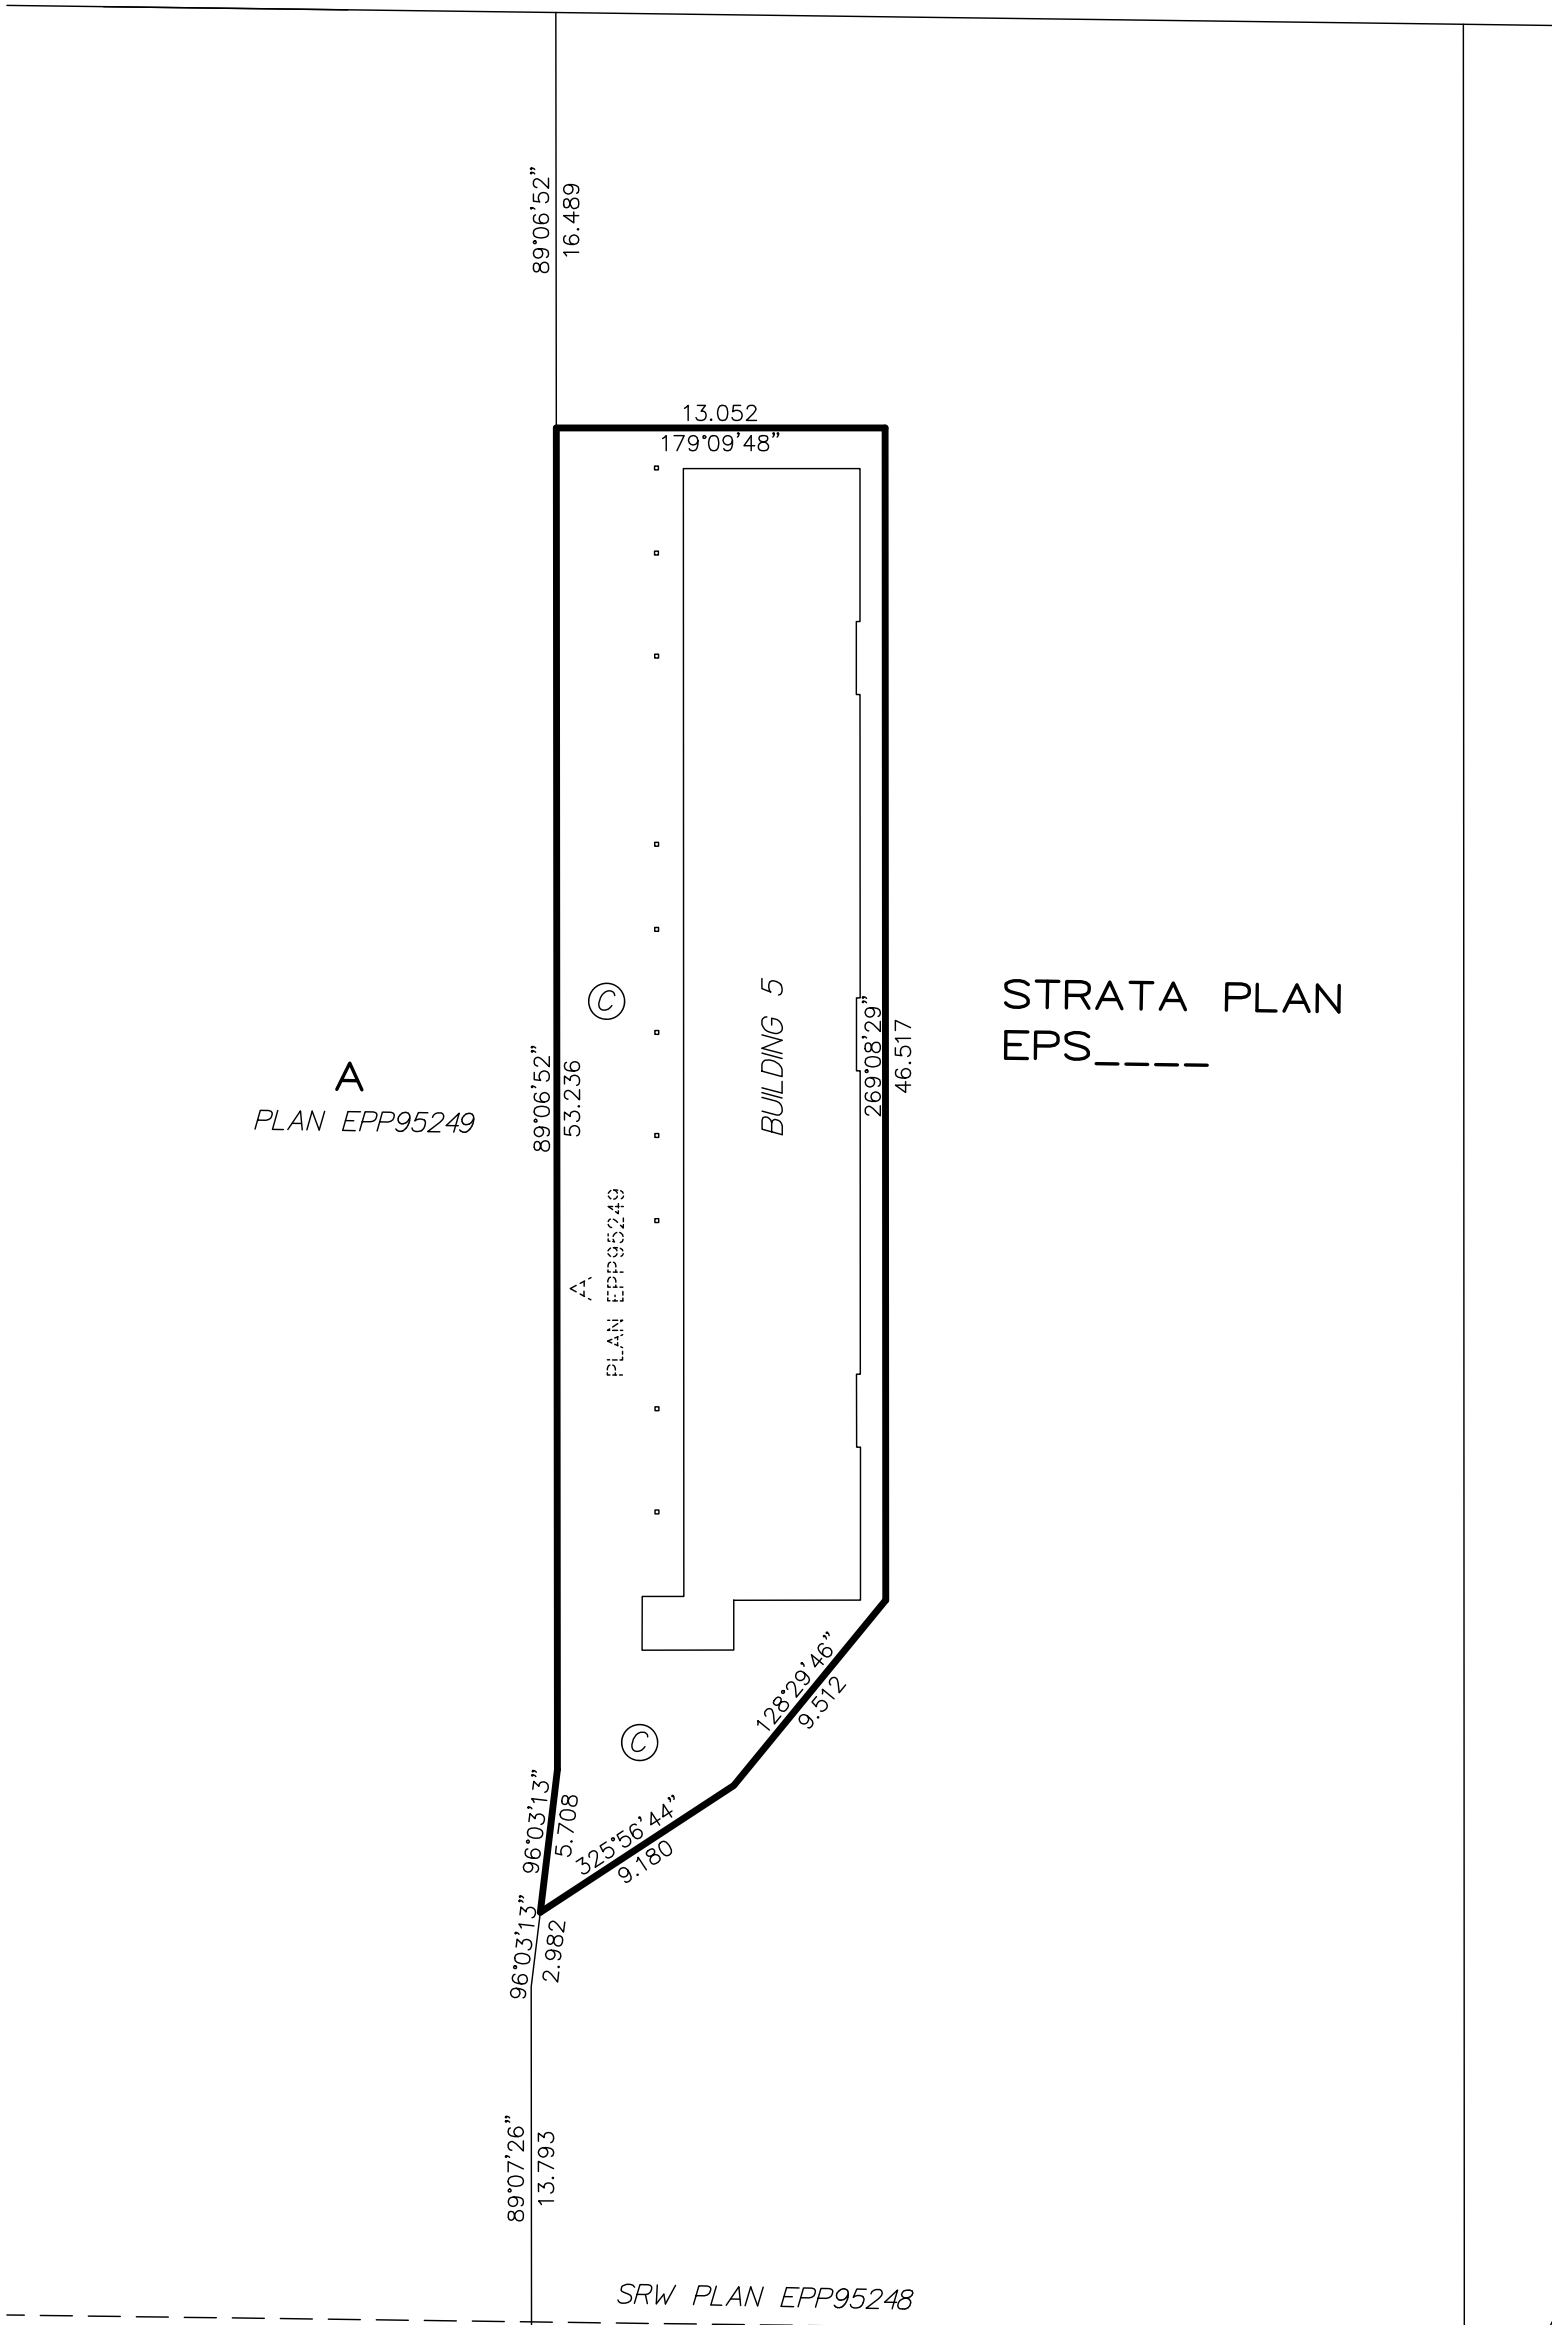 89°06'52"
16.489
13.052
179°09'48"
STRATA PLAN
EPS____
C
BUILDING 5
269°08'29"
46.517
89°06'52"
53.236
A
PLAN EPP95249
A
PLAN EPP95249
128°29'46"
9.512
C
96°03'13"
5.708
325°56'44"
9.180
96°03'13"
2.982
89°07'26"
13.793
SRW PLAN EPP95248